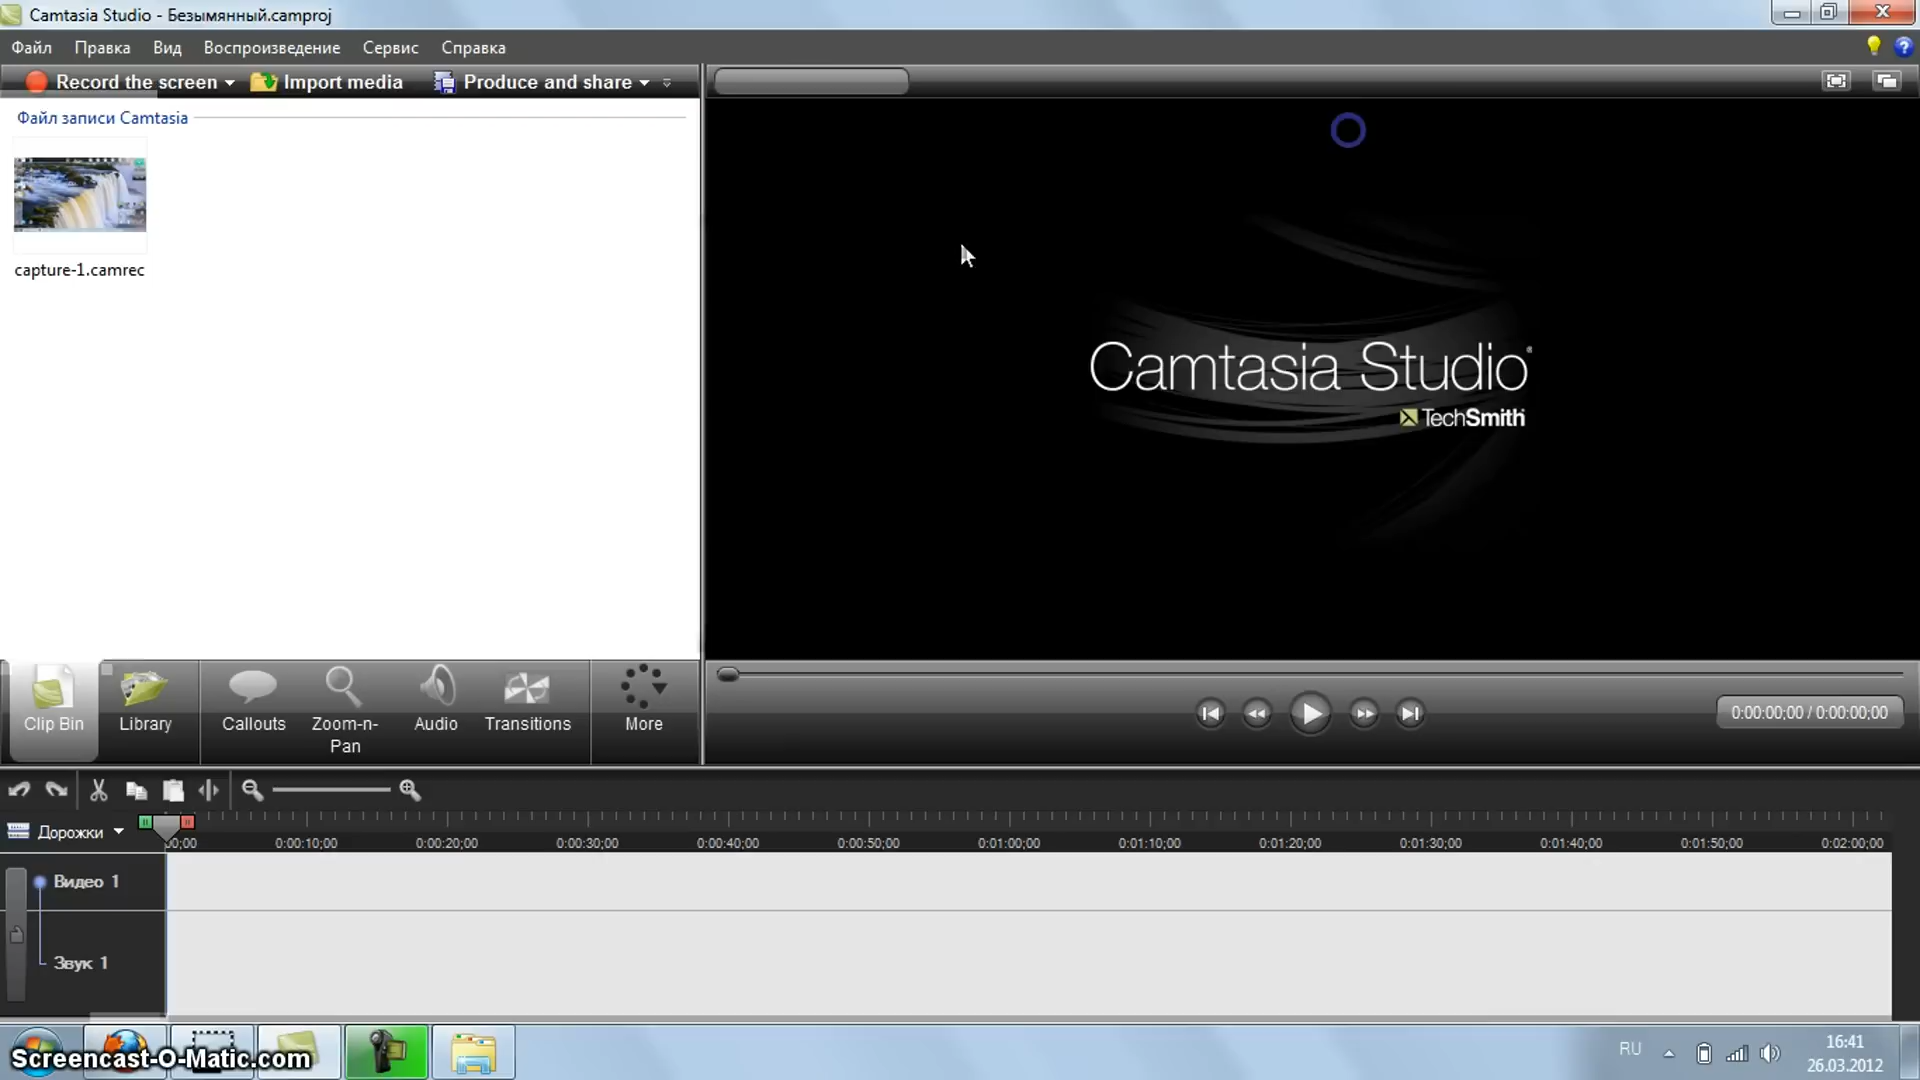 Camtasia Studio - Безымянный.camproj
Файл Правка Вид Воспроизведение Сервис Справка
Record the screen Import media Produce and share
Файл записи Camtasia
capture-1.camrec
Camtasia Studio
TechSmith
Clip Bin Library Callouts Zoom-n-Pan Audio Transitions More
0:00:00;00 / 0:00:00;00
Дорожки
00;00 0:00:10;00 0:00:20;00 0:00:30;00 0:00:40;00 0:00:50;00 0:01:00;00 0:01:10;00 0:01:20;00 0:01:30;00 0:01:40;00 0:01:50;00 0:02:00;00
Видео 1
Звук 1
Screencast-O-Matic.com
RU
16:41
26.03.2012